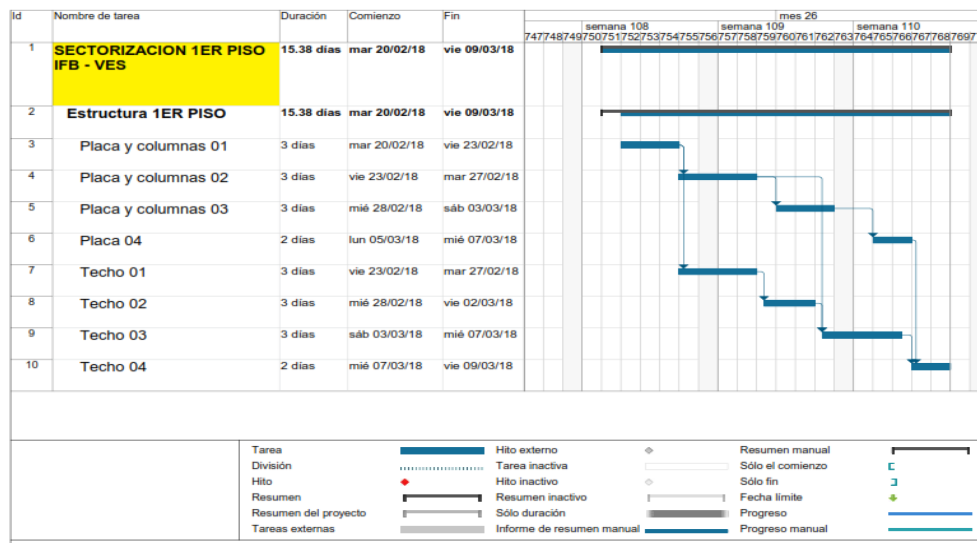 Id Nombre de tarea Duración Comienzo Fin mes 26
semana 108 semana 109 semana 110
747748749750751752753754755756757758759760761762763764765766767768769
1 SECTORIZACION 1ER PISO IFB - VES 15.38 días mar 20/02/18 vie 09/03/18
2 Estructura 1ER PISO 15.38 días mar 20/02/18 vie 09/03/18
3 Placa y columnas 01 3 días mar 20/02/18 vie 23/02/18
4 Placa y columnas 02 3 días vie 23/02/18 mar 27/02/18
5 Placa y columnas 03 3 días mié 28/02/18 sáb 03/03/18
6 Placa 04 2 días lun 05/03/18 mié 07/03/18
7 Techo 01 3 días vie 23/02/18 mar 27/02/18
8 Techo 02 3 días mié 28/02/18 vie 02/03/18
9 Techo 03 3 días sáb 03/03/18 mié 07/03/18
10 Techo 04 2 días mié 07/03/18 vie 09/03/18
Tarea Hito externo Resumen manual
División Tarea inactiva Sólo el comienzo
Hito Hito inactivo Sólo fin
Resumen Resumen inactivo Fecha límite
Resumen del proyecto Sólo duración Progreso
Tareas externas Informe de resumen manual Progreso manual